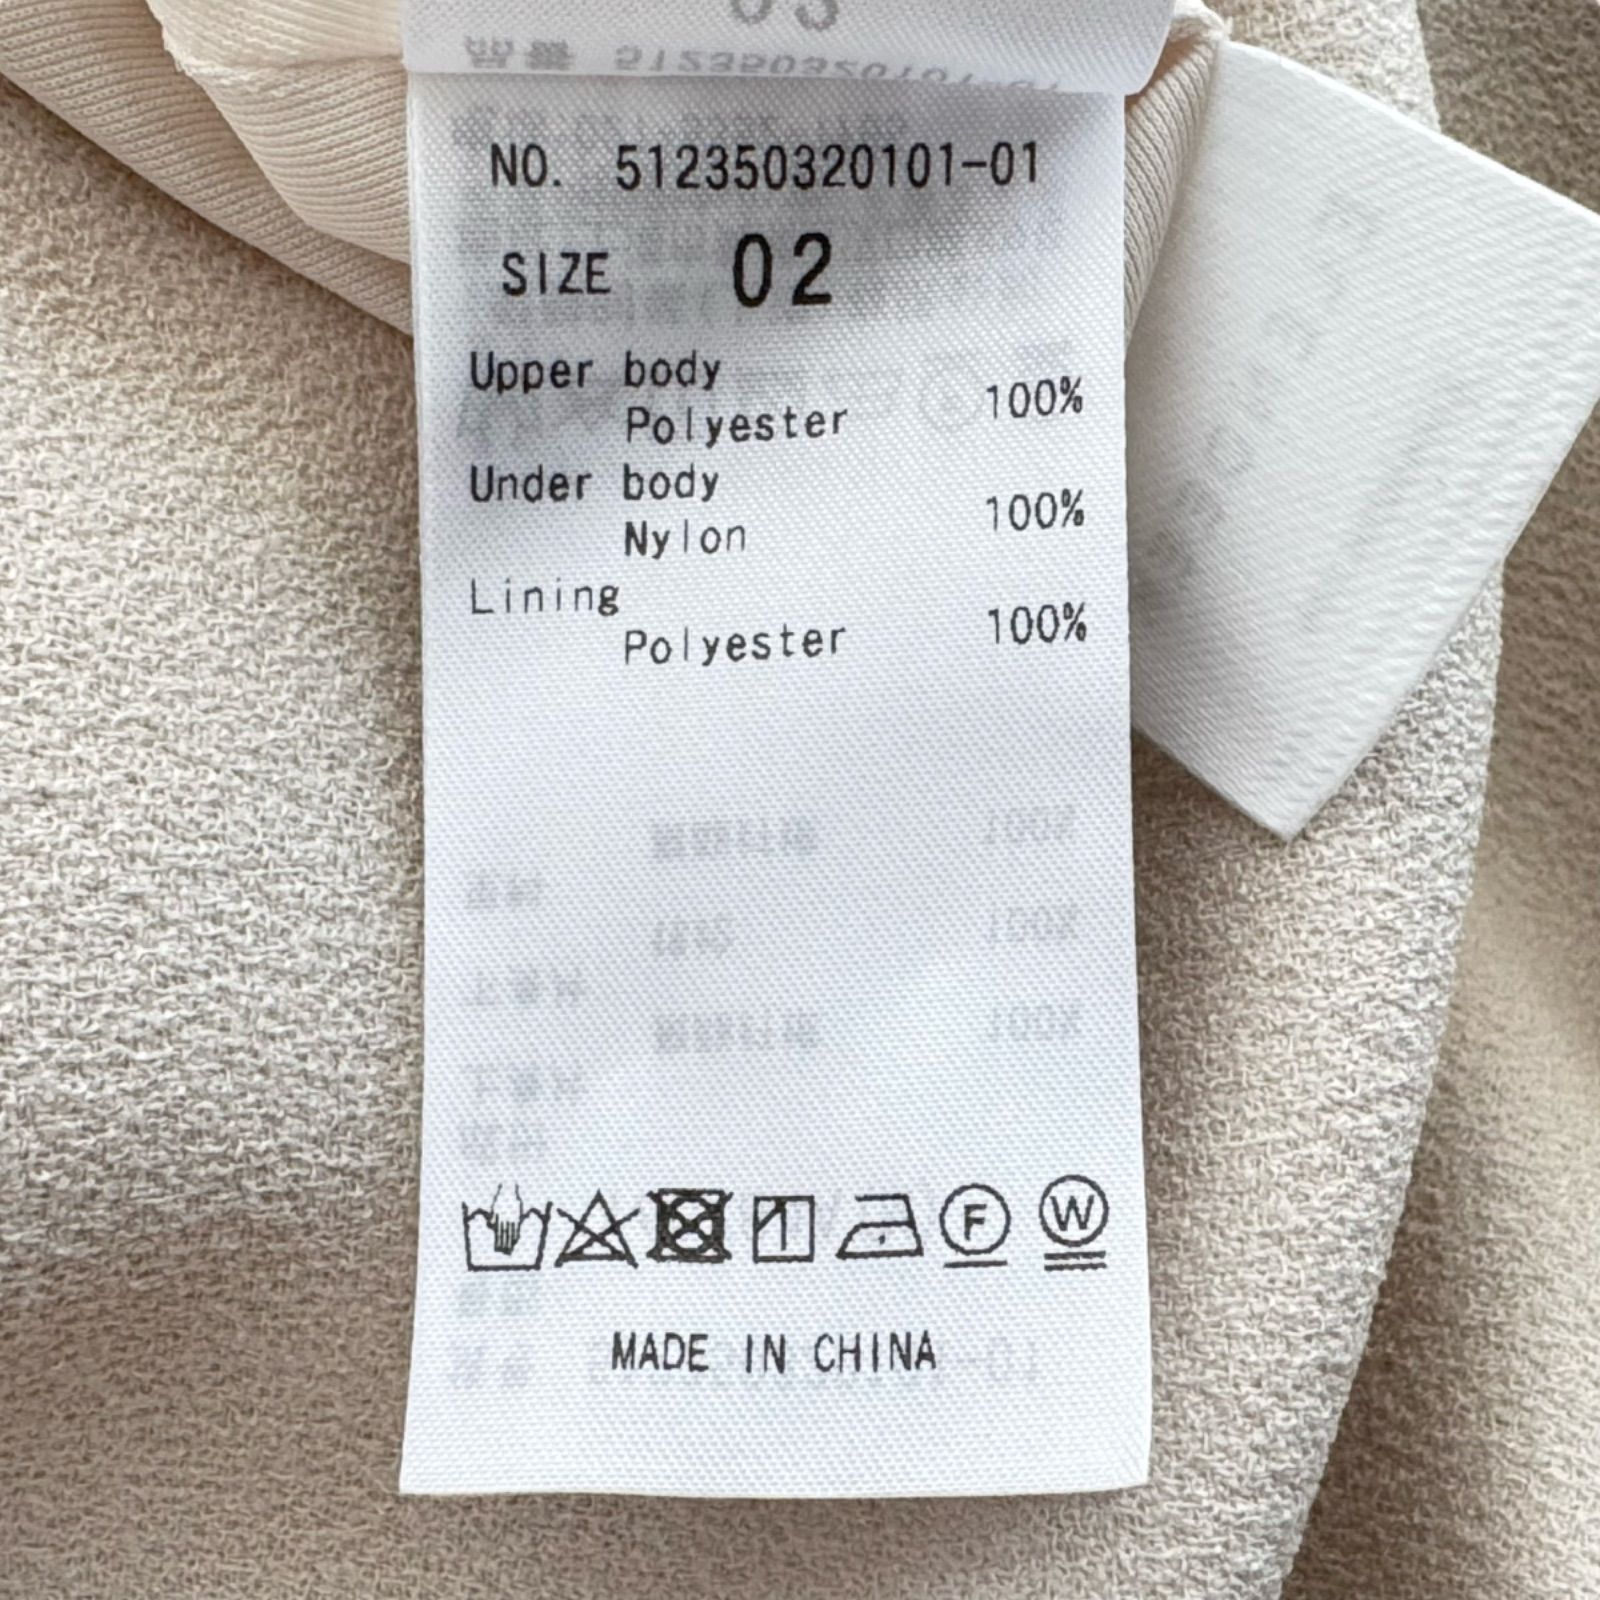 NO. 512350320101-01
SIZE 02
Upper body
Polyester 100%
Under body
Nylon 100%
Lining
Polyester 100%
F W
MADE IN CHINA